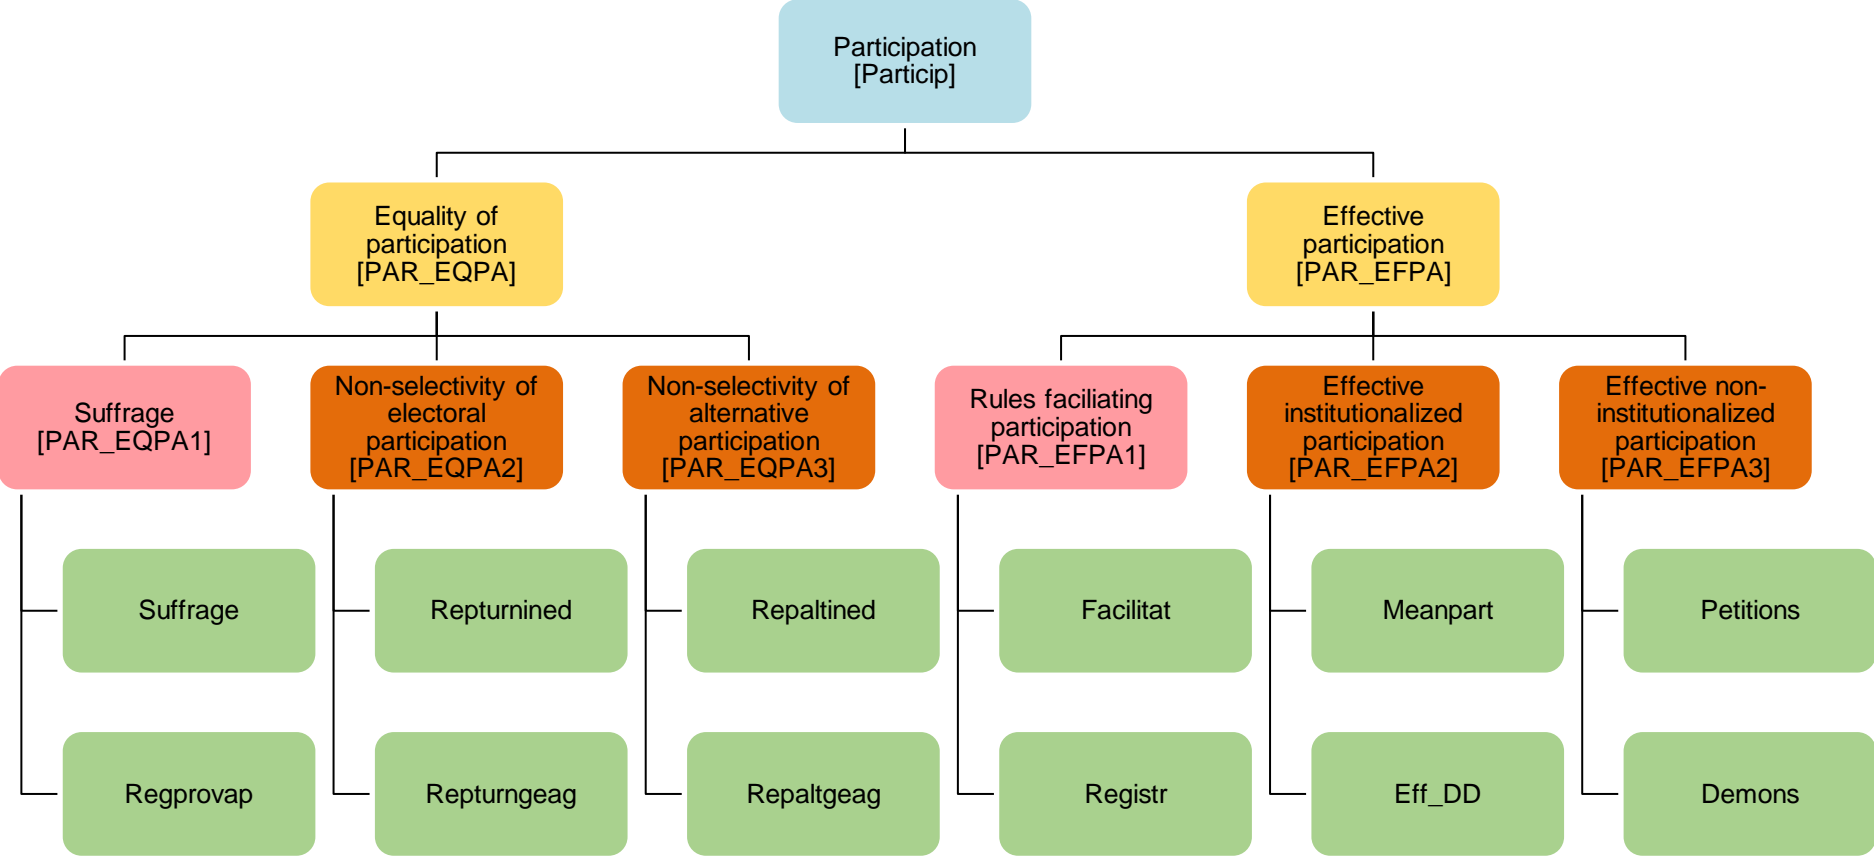 Participation
[Particip]
Equality of
participation
[PAR_EQPA]
Effective
participation
[PAR_EFPA]
Suffrage
[PAR_EQPA1]
Non-selectivity of
electoral
participation
[PAR_EQPA2]
Non-selectivity of
alternative
participation
[PAR_EQPA3]
Rules faciliating
participation
[PAR_EFPA1]
Effective
institutionalized
participation
[PAR_EFPA2]
Effective non-
institutionalized
participation
[PAR_EFPA3]
Suffrage
Repturnined
Repaltined
Facilitat
Meanpart
Petitions
Regprovap
Repturngeag
Repaltgeag
Registr
Eff_DD
Demons